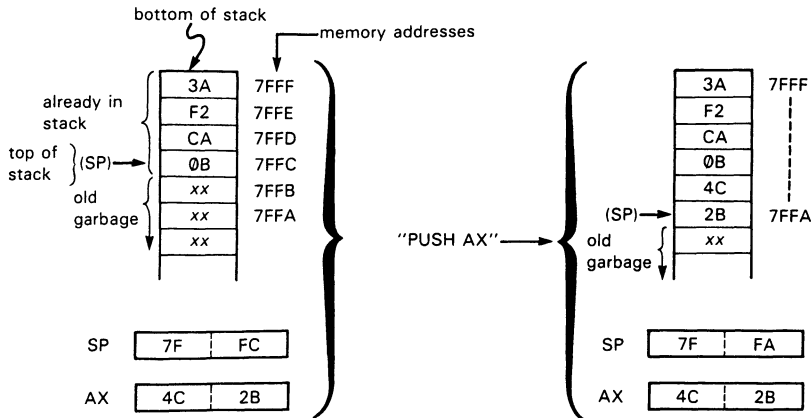 bottom of stack
memory addresses
already in
stack
top of
stack
(SP)
old
garbage
3A 7FFF
F2 7FFE
CA 7FFD
ØB 7FFC
xx 7FFB
xx 7FFA
xx
SP 7F FC
AX 4C 2B
"PUSH AX"
3A 7FFF
F2
CA
ØB
4C
(SP) 2B 7FFA
old
garbage
xx
SP 7F FA
AX 4C 2B